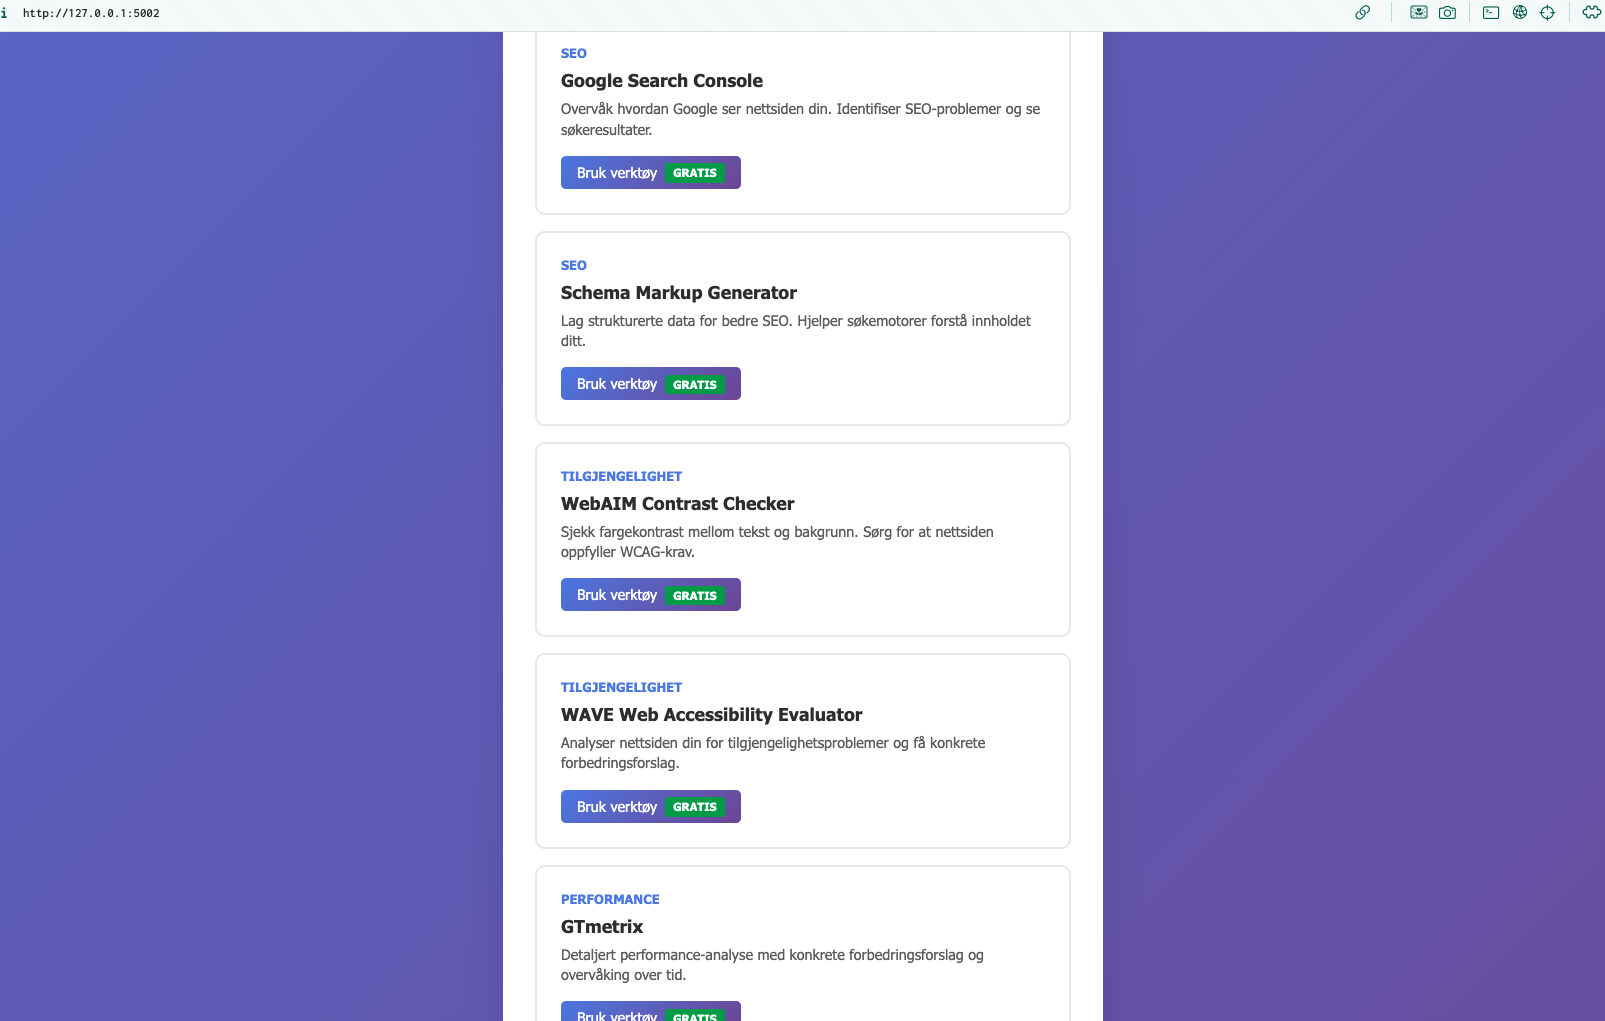 i http://127.0.0.1:5002
SEO
Google Search Console
Overvåk hvordan Google ser nettsiden din. Identifiser SEO-problemer og se
søkeresultater.
Bruk verktøy GRATIS
SEO
Schema Markup Generator
Lag strukturerte data for bedre SEO. Hjelper søkemotorer forstå innholdet
ditt.
Bruk verktøy GRATIS
TILGJENGELIGHET
WebAIM Contrast Checker
Sjekk fargekontrast mellom tekst og bakgrunn. Sørg for at nettsiden
oppfyller WCAG-krav.
Bruk verktøy GRATIS
TILGJENGELIGHET
WAVE Web Accessibility Evaluator
Analyser nettsiden din for tilgjengelighetsproblemer og få konkrete
forbedringsforslag.
Bruk verktøy GRATIS
PERFORMANCE
GTmetrix
Detaljert performance-analyse med konkrete forbedringsforslag og
overvåking over tid.
Bruk verktøy GRATIS